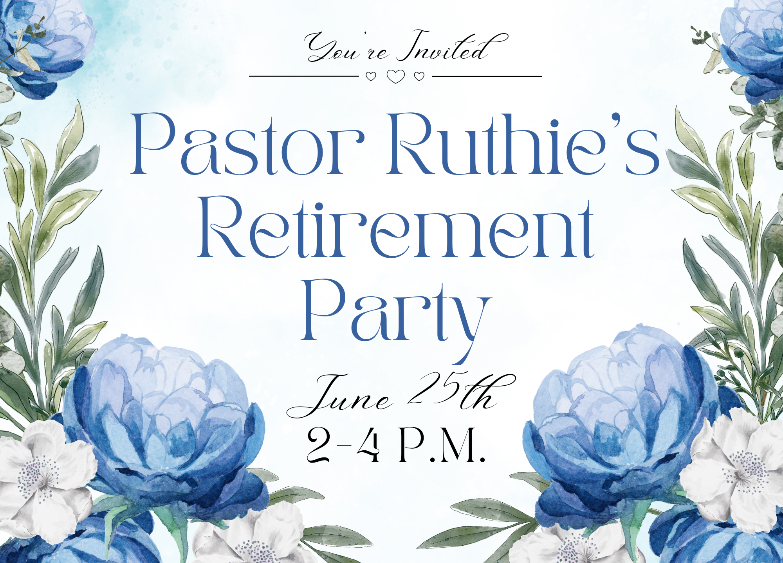 You're Invited
Pastor Ruthie's
Retirement
Party
June 25th
2-4 P.M.